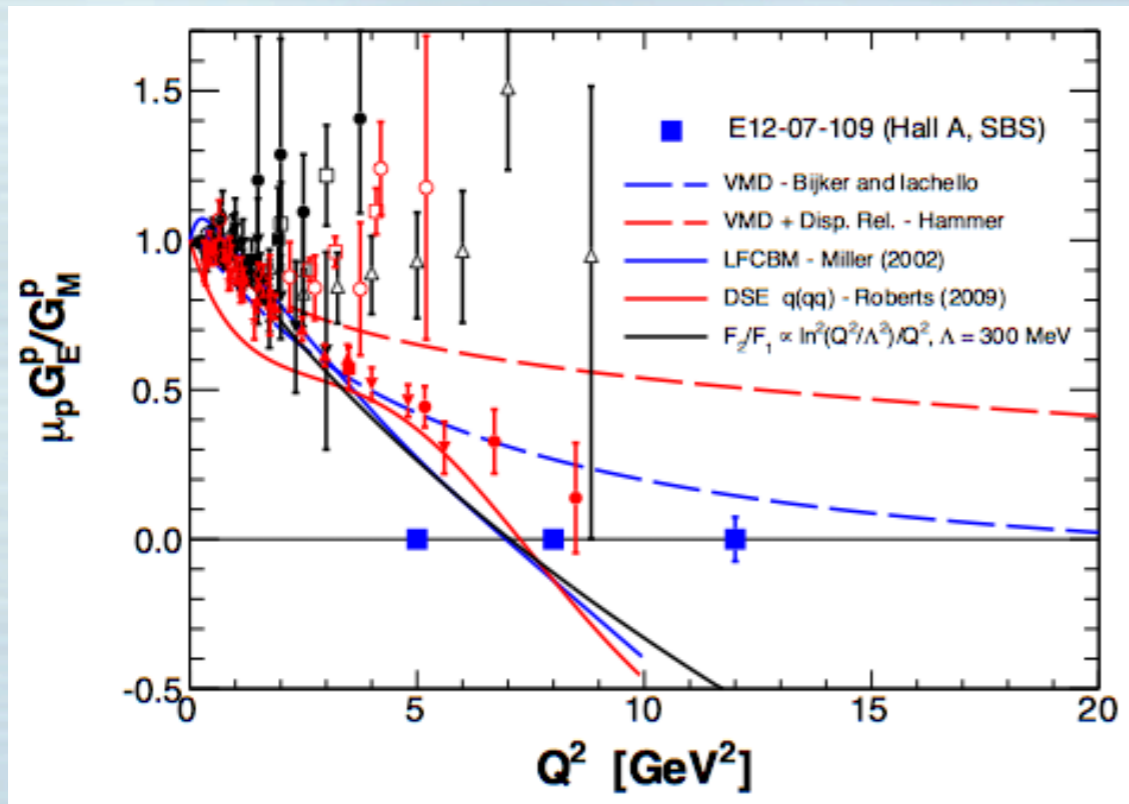 1.5
1.0
0.5
0.0
-0.5
0
5
10
15
20
μpG_E^p/G_M^p
Q² [GeV²]
E12-07-109 (Hall A, SBS)
VMD - Bijker and Iachello
VMD + Disp. Rel. - Hammer
LFCBM - Miller (2002)
DSE q(qq) - Roberts (2009)
F₂/F₁ ∝ ln²(Q²/Λ²)/Q², Λ = 300 MeV